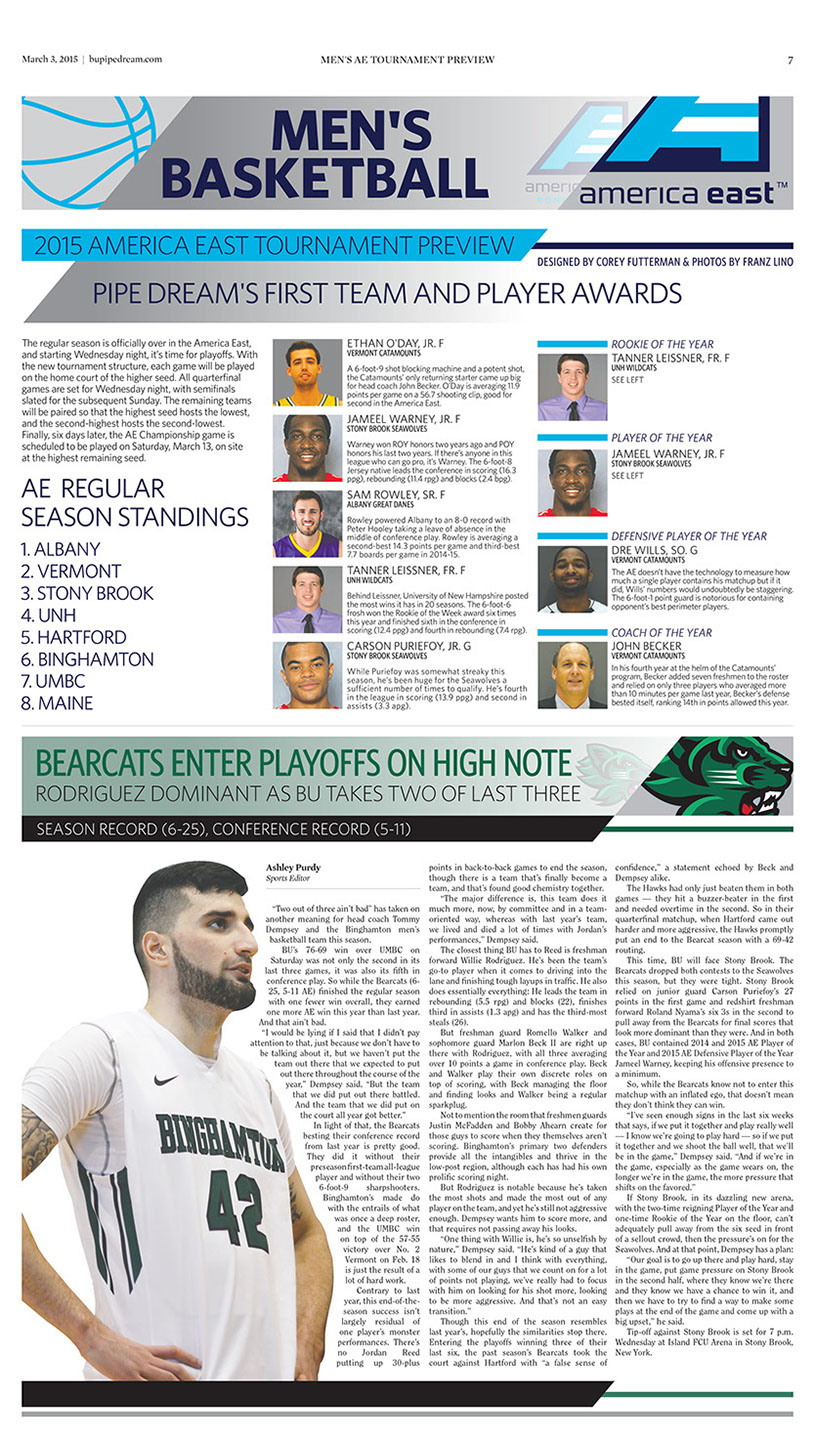 March 3, 2015 | bupipedream.com
MEN'S AE TOURNAMENT PREVIEW
7
MEN'S
BASKETBALL
america east™
2015 AMERICA EAST TOURNAMENT PREVIEW
DESIGNED BY COREY FUTTERMAN & PHOTOS BY FRANZ LINO
PIPE DREAM'S FIRST TEAM AND PLAYER AWARDS
The regular season is officially over in the America East,
and starting Wednesday night, it's time for playoffs. With
the new tournament structure, each game will be played
on the home court of the higher seed. All quarterfinal
games are set for Wednesday night, with semifinals
slated for the subsequent Sunday. The remaining teams
will be paired so that the highest seed hosts the lowest,
and the second-highest hosts the second-lowest.
Finally, six days later, the AE Championship game is
scheduled to be played on Saturday, March 13, on site
at the highest remaining seed.
AE REGULAR
SEASON STANDINGS
1. ALBANY
2. VERMONT
3. STONY BROOK
4. UNH
5. HARTFORD
6. BINGHAMTON
7. UMBC
8. MAINE
ETHAN O'DAY, JR. F
VERMONT CATAMOUNTS
A 6-foot-9 shot blocking machine and a potent shot,
the Catamounts' only returning starter came up big
for head coach John Becker. O'Day is averaging 11.9
points per game on a 56.7 shooting clip, good for
second in the America East.
JAMEEL WARNEY, JR. F
STONY BROOK SEAWOLVES
Warney won ROY honors two years ago and POY
honors his last two years. If there's anyone in this
league who can go pro, it's Warney. The 6-foot-8
Jersey native leads the conference in scoring (16.3
ppg), rebounding (11.4 rpg) and blocks (2.4 bpg).
SAM ROWLEY, SR. F
ALBANY GREAT DANES
Rowley powered Albany to an 8-0 record with
Peter Hooley taking a leave of absence in the
middle of conference play. Rowley is averaging a
second-best 14.3 points per game and third-best
7.7 boards per game in 2014-15.
TANNER LEISSNER, FR. F
UNH WILDCATS
Behind Leissner, University of New Hampshire posted
the most wins it has in 20 seasons. The 6-foot-6
frosh won the Rookie of the Week award six times
this year and finished sixth in the conference in
scoring (12.4 ppg) and fourth in rebounding (7.4 rpg).
CARSON PURIEFOY, JR. G
STONY BROOK SEAWOLVES
While Puriefoy was somewhat streaky this
season, he's been huge for the Seawolves a
sufficient number of times to qualify. He's fourth
in the league in scoring (13.9 ppg) and second in
assists (3.3 apg).
ROOKIE OF THE YEAR
TANNER LEISSNER, FR. F
UNH WILDCATS
SEE LEFT
PLAYER OF THE YEAR
JAMEEL WARNEY, JR. F
STONY BROOK SEAWOLVES
SEE LEFT
DEFENSIVE PLAYER OF THE YEAR
DRE WILLS, SO. G
VERMONT CATAMOUNTS
The AE doesn't have the technology to measure how
much a single player contains his matchup but if it
did, Wills' numbers would undoubtedly be staggering.
The 6-foot-1 point guard is notorious for containing
opponent's best perimeter players.
COACH OF THE YEAR
JOHN BECKER
VERMONT CATAMOUNTS
In his fourth year at the helm of the Catamounts'
program, Becker added seven freshmen to the roster
and relied on only three players who averaged more
than 10 minutes per game last year, Becker's defense
bested itself, ranking 14th in points allowed this year.
BEARCATS ENTER PLAYOFFS ON HIGH NOTE
RODRIGUEZ DOMINANT AS BU TAKES TWO OF LAST THREE
SEASON RECORD (6-25), CONFERENCE RECORD (5-11)
Ashley Purdy
Sports Editor
"Two out of three ain't bad" has taken on
another meaning for head coach Tommy
Dempsey and the Binghamton men's
basketball team this season.
BU's 76-69 win over UMBC on
Saturday was not only the second in its
last three games, it was also its fifth in
conference play. So while the Bearcats (6-
25, 5-11 AE) finished the regular season
with one fewer win overall, they earned
one more AE win this year than last year.
And that ain't bad.
"I would be lying if I said that I didn't pay
attention to that, just because we don't have to
be talking about it, but we haven't put the
team out there that we expected to put
out there throughout the course of the
year," Dempsey said. "But the team
that we did put out there battled.
And the team that we did put on
the court all year got better."
In light of that, the Bearcats
besting their conference record
from last year is pretty good.
They did it without their
preseason first-team all-league
player and without their two
6-foot-9 sharpshooters.
Binghamton's made do
with the entrails of what
was once a deep roster,
and the UMBC win
on top of the 57-55
victory over No. 2
Vermont on Feb. 18
is just the result of a
lot of hard work.
Contrary to last
year, this end-of-the-
season success isn't
largely residual of
one player's monster
performances. There's
no Jordan Reed
putting up 30-plus
points in back-to-back games to end the season,
though there is a team that's finally become a
team, and that's found good chemistry together.
"The major difference is, this team does it
much more, now, by committee and in a team-
oriented way, whereas with last year's team,
we lived and died a lot of times with Jordan's
performances," Dempsey said.
The closest thing BU has to Reed is freshman
forward Willie Rodriguez. He's been the team's
go-to player when it comes to driving into the
lane and finishing tough layups in traffic. He also
does essentially everything: He leads the team in
rebounding (5.5 rpg) and blocks (22), finishes
third in assists (1.3 apg) and has the third-most
steals (26).
But freshman guard Romello Walker and
sophomore guard Marlon Beck II are right up
there with Rodriguez, with all three averaging
over 10 points a game in conference play. Beck
and Walker play their own discrete roles on
top of scoring, with Beck managing the floor
and finding looks and Walker being a regular
sparkplug.
Not to mention the room that freshmen guards
Justin McFadden and Bobby Ahearn create for
those guys to score when they themselves aren't
scoring. Binghamton's primary two defenders
provide all the intangibles and thrive in the
low-post region, although each has had his own
prolific scoring night.
But Rodriguez is notable because he's taken
the most shots and made the most out of any
player on the team, and yet he's still not aggressive
enough. Dempsey wants him to score more, and
that requires not passing away his looks.
"One thing with Willie is, he's so unselfish by
nature," Dempsey said. "He's kind of a guy that
likes to blend in and I think with everything,
with some of our guys that we count on for a lot
of points not playing, we've really had to focus
with him on looking for his shot more, looking
to be more aggressive. And that's not an easy
transition."
Though this end of the season resembles
last year's, hopefully the similarities stop there.
Entering the playoffs winning three of their
last six, the past season's Bearcats took the
court against Hartford with "a false sense of
confidence," a statement echoed by Beck and
Dempsey alike.
The Hawks had only just beaten them in both
games — they hit a buzzer-beater in the first
and needed overtime in the second. So in their
quarterfinal matchup, when Hartford came out
harder and more aggressive, the Hawks promptly
put an end to the Bearcat season with a 69-42
routing.
This time, BU will face Stony Brook. The
Bearcats dropped both contests to the Seawolves
this season, but they were tight. Stony Brook
relied on junior guard Carson Puriefoy's 27
points in the first game and redshirt freshman
forward Roland Nyama's six 3s in the second to
pull away from the Bearcats for final scores that
look more dominant than they were. And in both
cases, BU contained 2014 and 2015 AE Player of
the Year and 2015 AE Defensive Player of the Year
Jameel Warney, keeping his offensive presence to
a minimum.
So, while the Bearcats know not to enter this
matchup with an inflated ego, that doesn't mean
they don't think they can win.
"I've seen enough signs in the last six weeks
that says, if we put it together and play really well
— I know we're going to play hard — so if we put
it together and we shoot the ball well, that we'll
be in the game," Dempsey said. "And if we're in
the game, especially as the game wears on, the
longer we're in the game, the more pressure that
shifts on the favored."
If Stony Brook, in its dazzling new arena,
with the two-time reigning Player of the Year and
one-time Rookie of the Year on the floor, can't
adequately pull away from the six seed in front
of a sellout crowd, then the pressure's on for the
Seawolves. And at that point, Dempsey has a plan:
"Our goal is to go up there and play hard, stay
in the game, put game pressure on Stony Brook
in the second half, where they know we're there
and they know we have a chance to win it, and
then we have to try to find a way to make some
plays at the end of the game and come up with a
big upset," he said.
Tip-off against Stony Brook is set for 7 p.m.
Wednesday at Island FCU Arena in Stony Brook,
New York.
BINGHAMTON
42